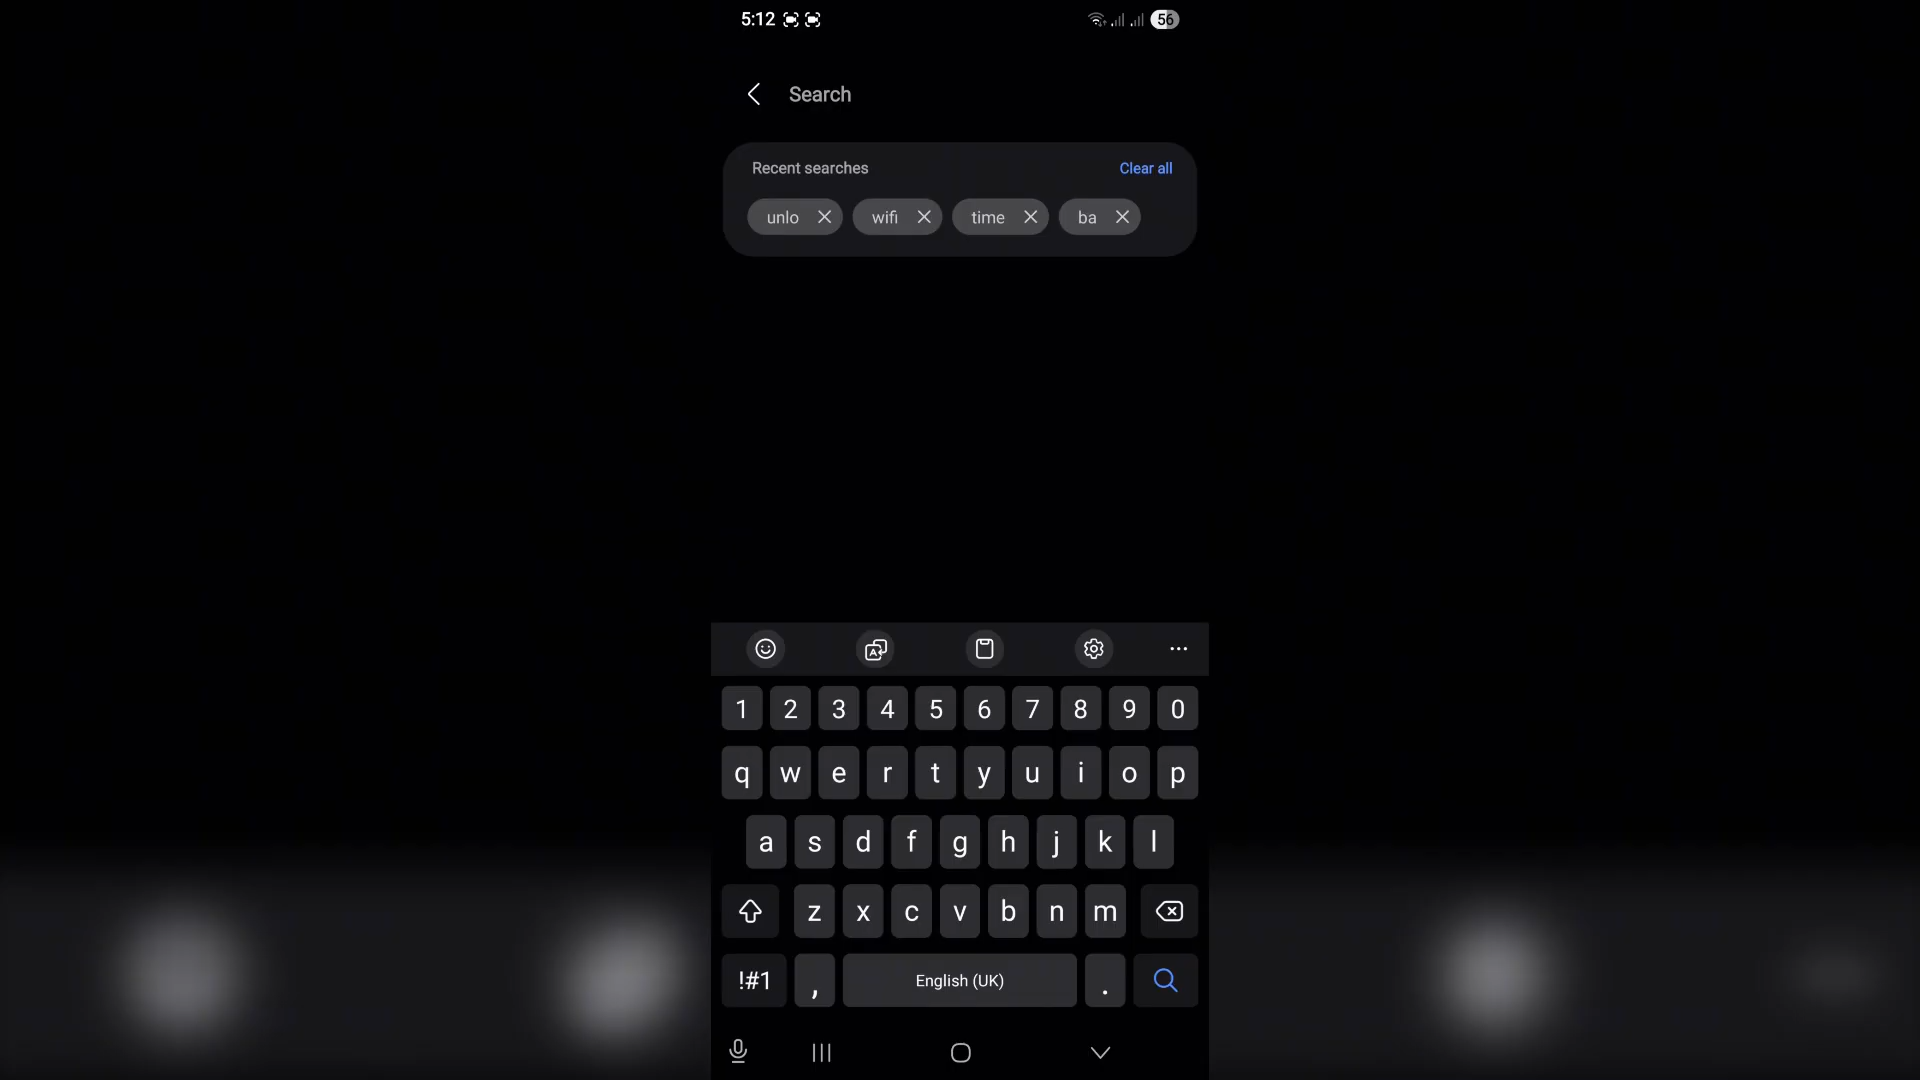 5:12 56
Search
Recent searches Clear all
unlo wifi time ba
1 2 3 4 5 6 7 8 9 0
q w e r t y u i o p
a s d f g h j k l
z x c v b n m
!#1 , English (UK) .